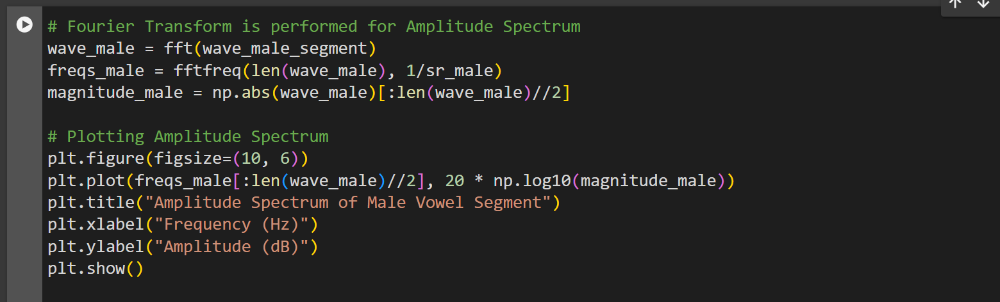 # Fourier Transform is performed for Amplitude Spectrum
wave_male = fft(wave_male_segment)
freqs_male = fftfreq(len(wave_male), 1/sr_male)
magnitude_male = np.abs(wave_male)[:len(wave_male)//2]
# Plotting Amplitude Spectrum
plt.figure(figsize=(10, 6))
plt.plot(freqs_male[:len(wave_male)//2], 20 * np.log10(magnitude_male))
plt.title("Amplitude Spectrum of Male Vowel Segment")
plt.xlabel("Frequency (Hz)")
plt.ylabel("Amplitude (dB)")
plt.show()